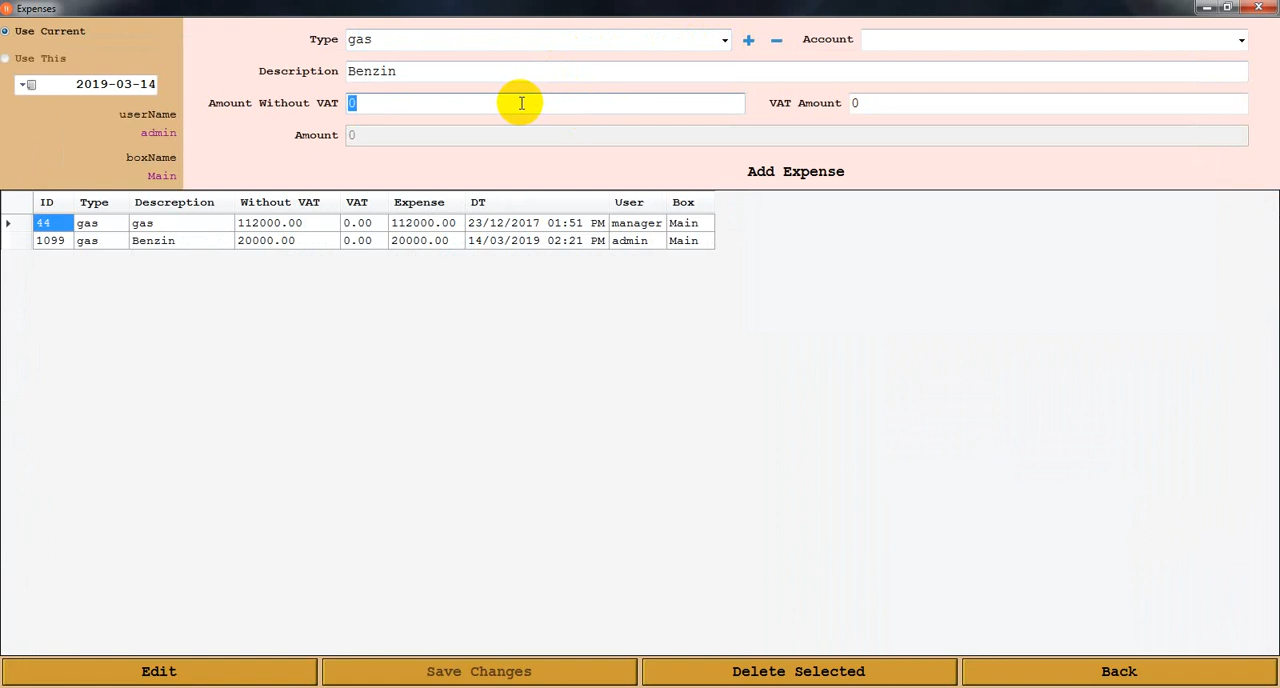 Expenses
Use Current
Use This
2019-03-14
userName
admin
boxName
Main
Type gas Account
Description Benzin
Amount Without VAT 0 VAT Amount 0
Amount 0
Add Expense
ID Type Descreption Without VAT VAT Expense DT User Box
44 gas gas 112000.00 0.00 112000.00 23/12/2017 01:51 PM manager Main
1099 gas Benzin 20000.00 0.00 20000.00 14/03/2019 02:21 PM admin Main
Edit Save Changes Delete Selected Back